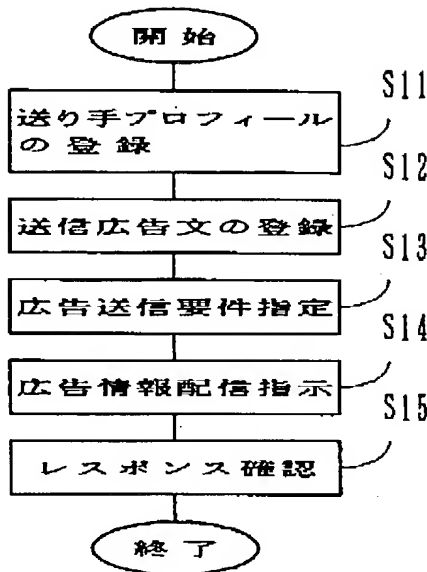 開始
S11
送り手プロフィール
の登録
S12
送信広告文の登録
S13
広告送信要件指定
S14
広告情報配信指示
S15
レスポンス確認
終了